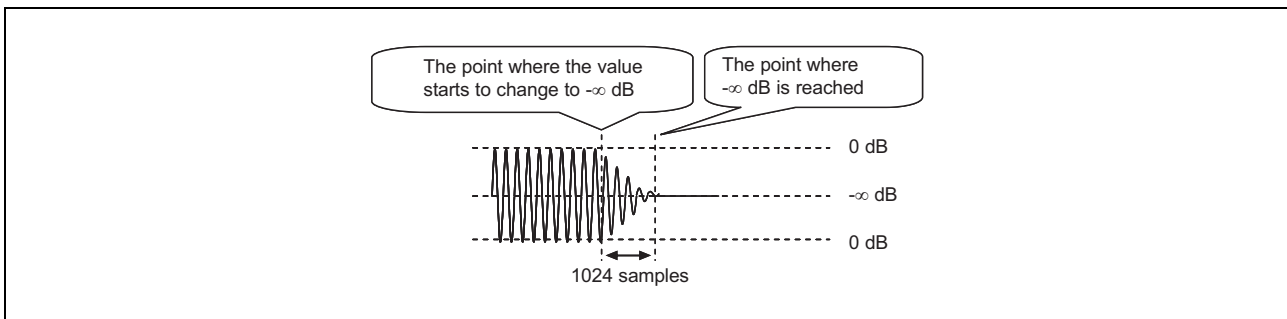 The point where the value
starts to change to -∞ dB
The point where
-∞ dB is reached
0 dB
-∞ dB
0 dB
1024 samples